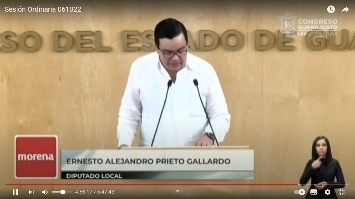 Sesión Ordinaria 061022
CONGRESO
GUANAJUATO
SO DEL ESTADO DE GUA
morena
ERNESTO ALEJANDRO PRIETO GALLARDO
DIPUTADO LOCAL